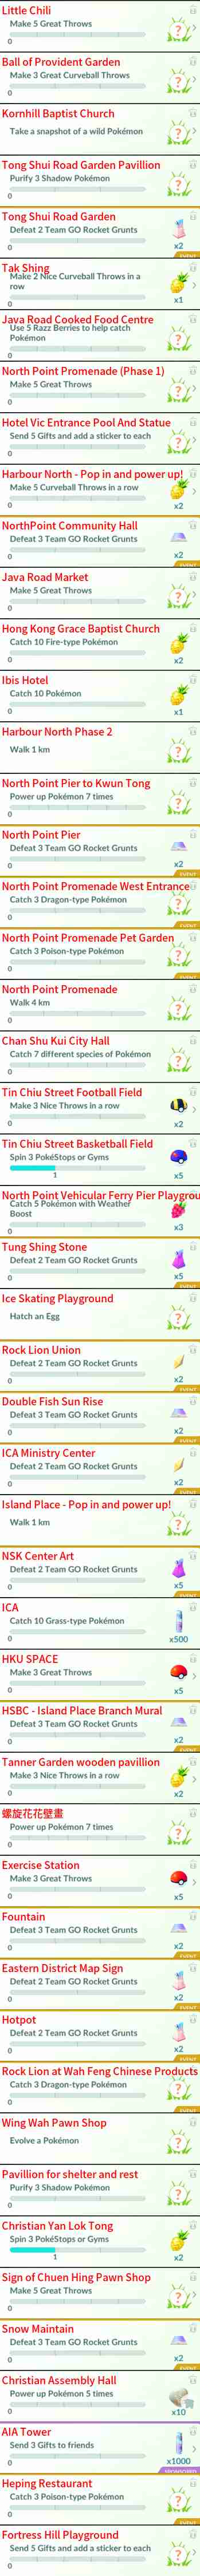 Little Chili
Make 5 Great Throws
0
Ball of Provident Garden
Make 3 Great Curveball Throws
0
Kornhill Baptist Church
Take a snapshot of a wild Pokémon
Tong Shui Road Garden Pavillion
Purify 3 Shadow Pokémon
0
Tong Shui Road Garden
Defeat 2 Team GO Rocket Grunts
0
x2
EVENT
Tak Shing
Make 2 Nice Curveball Throws in a
row
0
x1
Java Road Cooked Food Centre
Use 5 Razz Berries to help catch
Pokémon
0
North Point Promenade (Phase 1)
Make 5 Great Throws
0
Hotel Vic Entrance Pool And Statue
Send 5 Gifts and add a sticker to each
0
Harbour North - Pop in and power up!
Make 5 Curveball Throws in a row
0
x2
NorthPoint Community Hall
Defeat 3 Team GO Rocket Grunts
0
x2
EVENT
Java Road Market
Make 5 Great Throws
0
Hong Kong Grace Baptist Church
Catch 10 Fire-type Pokémon
0
x2
Ibis Hotel
Catch 10 Pokémon
0
x1
Harbour North Phase 2
Walk 1 km
North Point Pier to Kwun Tong
Power up Pokémon 7 times
0
North Point Pier
Defeat 3 Team GO Rocket Grunts
0
x2
EVENT
North Point Promenade West Entrance
Catch 3 Dragon-type Pokémon
0
EVENT
North Point Promenade Pet Garden
Catch 3 Poison-type Pokémon
0
EVENT
North Point Promenade
Walk 4 km
0
Chan Shu Kui City Hall
Catch 7 different species of Pokémon
0
Tin Chiu Street Football Field
Make 3 Nice Throws in a row
0
x2
Tin Chiu Street Basketball Field
Spin 3 PokéStops or Gyms
1
x5
North Point Vehicular Ferry Pier Playgrou
Catch 5 Pokémon with Weather
Boost
0
x3
Tung Shing Stone
Defeat 2 Team GO Rocket Grunts
0
x5
EVENT
Ice Skating Playground
Hatch an Egg
Rock Lion Union
Defeat 2 Team GO Rocket Grunts
0
x2
EVENT
Double Fish Sun Rise
Defeat 3 Team GO Rocket Grunts
0
x2
EVENT
ICA Ministry Center
Defeat 2 Team GO Rocket Grunts
0
x2
EVENT
Island Place - Pop in and power up!
Walk 1 km
NSK Center Art
Defeat 2 Team GO Rocket Grunts
0
x5
EVENT
ICA
Catch 10 Grass-type Pokémon
0
x500
HKU SPACE
Make 3 Great Throws
0
x5
HSBC - Island Place Branch Mural
Defeat 3 Team GO Rocket Grunts
0
x2
EVENT
Tanner Garden wooden pavillion
Make 3 Nice Throws in a row
0
x2
螺旋花花壁畫
Power up Pokémon 7 times
0
Exercise Station
Make 3 Great Throws
0
x5
Fountain
Defeat 3 Team GO Rocket Grunts
0
x2
EVENT
Eastern District Map Sign
Defeat 2 Team GO Rocket Grunts
0
x2
EVENT
Hotpot
Defeat 2 Team GO Rocket Grunts
0
x2
EVENT
Rock Lion at Wah Feng Chinese Products
Catch 3 Dragon-type Pokémon
0
EVENT
Wing Wah Pawn Shop
Evolve a Pokémon
Pavillion for shelter and rest
Purify 3 Shadow Pokémon
0
Christian Yan Lok Tong
Spin 3 PokéStops or Gyms
1
x2
Sign of Chuen Hing Pawn Shop
Make 5 Great Throws
0
Snow Maintain
Defeat 3 Team GO Rocket Grunts
0
x2
EVENT
Christian Assembly Hall
Power up Pokémon 5 times
0
x10
AIA Tower
Send 3 Gifts to friends
0
x1000
SPONSORED
Heping Restaurant
Catch 3 Poison-type Pokémon
0
EVENT
Fortress Hill Playground
Send 5 Gifts and add a sticker to each
0